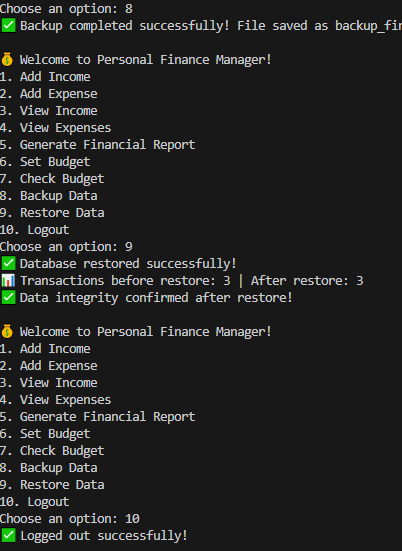 Choose an option: 8
✅ Backup completed successfully! File saved as

💰 Welcome to Personal Finance Manager!
1. Add Income
2. Add Expense
3. View Income
4. View Expenses
5. Generate Financial Report
6. Set Budget
7. Check Budget
8. Backup Data
9. Restore Data
10. Logout
Choose an option: 9
✅ Database restored successfully!
📊 Transactions before restore: 3 | After restore: 3
✅ Data integrity confirmed after restore!

💰 Welcome to Personal Finance Manager!
1. Add Income
2. Add Expense
3. View Income
4. View Expenses
5. Generate Financial Report
6. Set Budget
7. Check Budget
8. Backup Data
9. Restore Data
10. Logout
Choose an option: 10
✅ Logged out successfully!